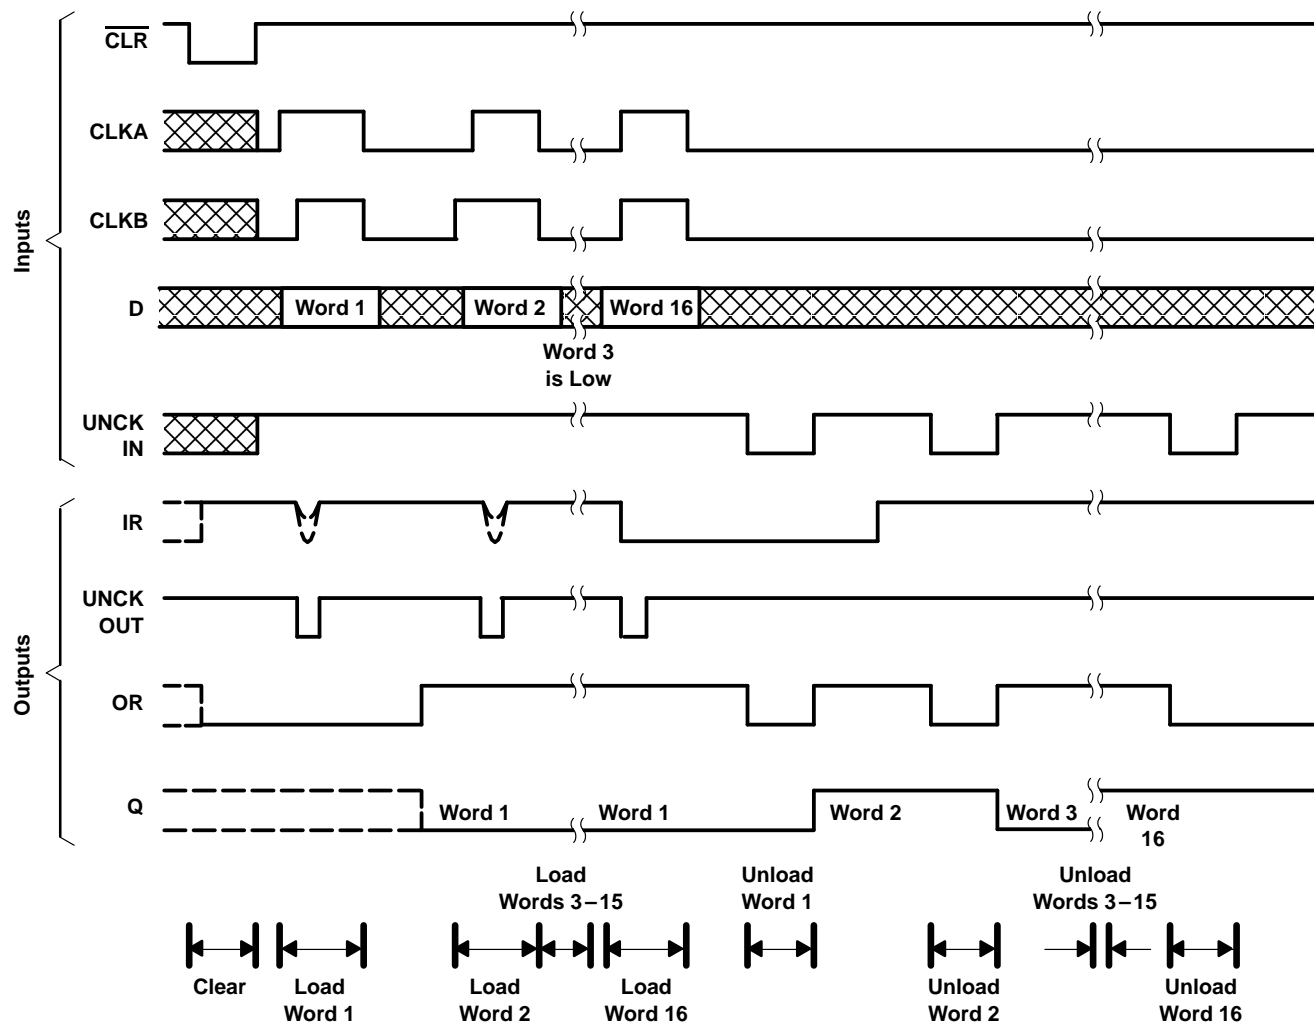 Inputs
CLR
CLKA
CLKB
D
Word 1
Word 2
Word 16
Word 3
is Low
UNCK
IN
Outputs
IR
UNCK
OUT
OR
Q
Word 1
Word 1
Word 2
Word 3
Word
16
Load
Words 3–15
Unload
Word 1
Unload
Words 3–15
Clear
Load
Word 1
Load
Word 2
Load
Word 16
Unload
Word 2
Unload
Word 16